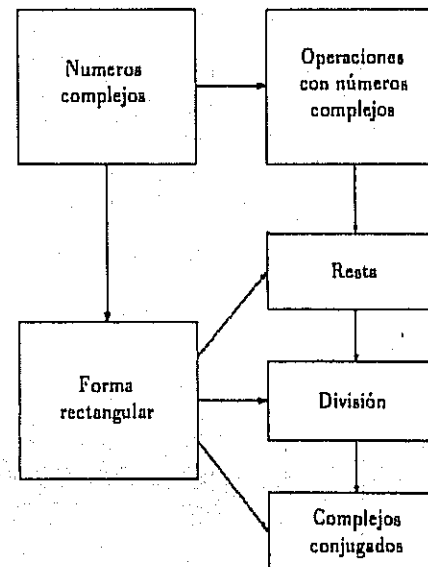 Numeros
complejos
Operaciones
con números
complejos
Resta
Forma
rectangular
División
Complejos
conjugados